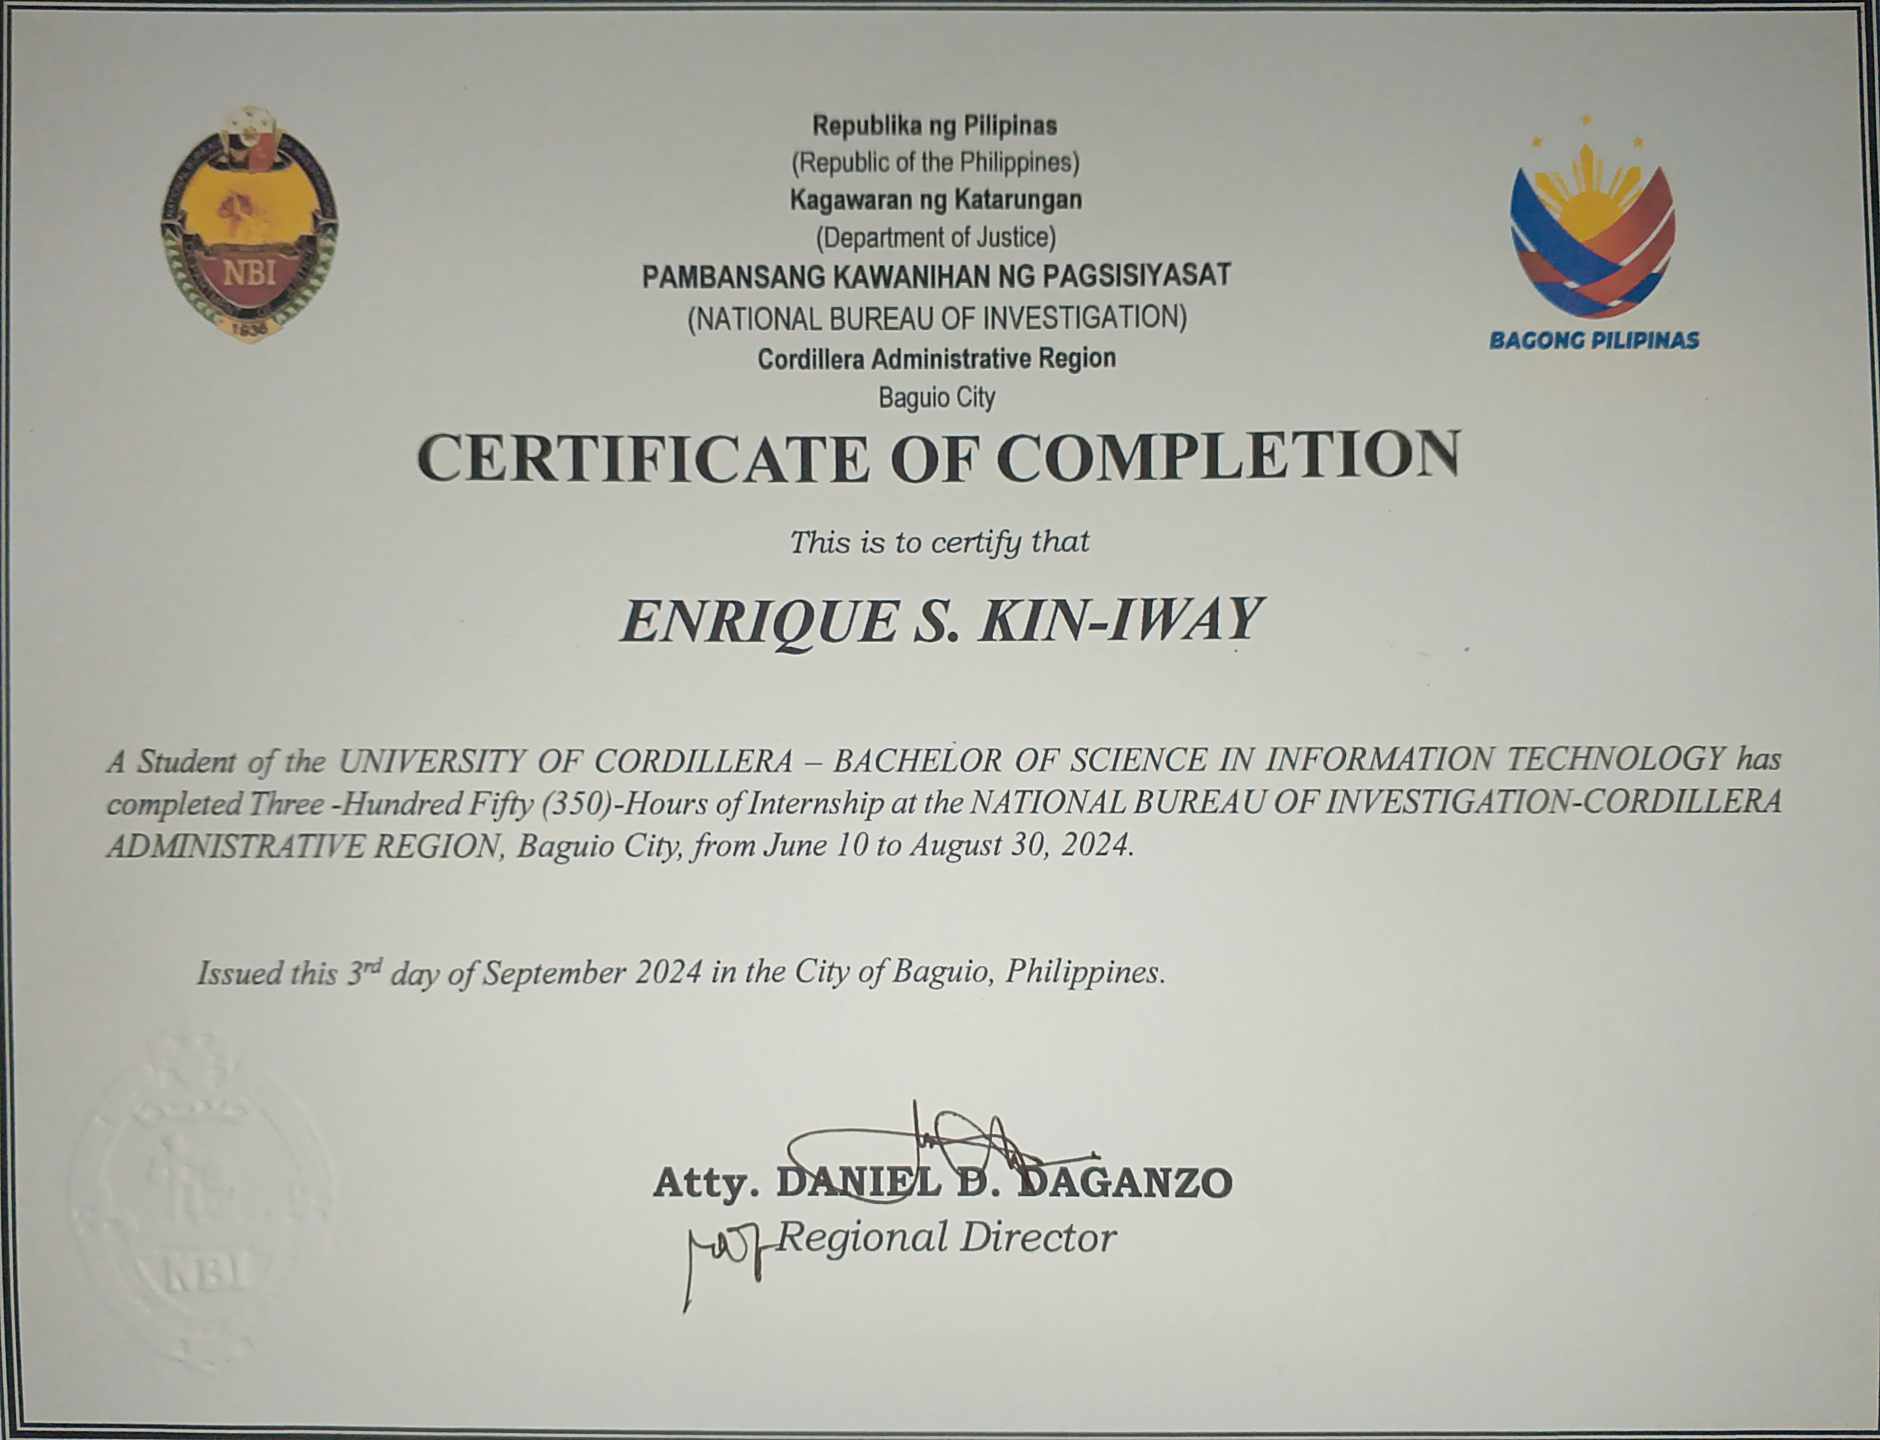 Republika ng Pilipinas
(Republic of the Philippines)
Kagawaran ng Katarungan
(Department of Justice)
PAMBANSANG KAWANIHAN NG PAGSISIYASAT
(NATIONAL BUREAU OF INVESTIGATION)
Cordillera Administrative Region
Baguio City
NBI
1936
BAGONG PILIPINAS
CERTIFICATE OF COMPLETION
This is to certify that
ENRIQUE S. KIN-IWAY
A Student of the UNIVERSITY OF CORDILLERA – BACHELOR OF SCIENCE IN INFORMATION TECHNOLOGY has
completed Three -Hundred Fifty (350)-Hours of Internship at the NATIONAL BUREAU OF INVESTIGATION-CORDILLERA
ADMINISTRATIVE REGION, Baguio City, from June 10 to August 30, 2024.
Issued this 3rd day of September 2024 in the City of Baguio, Philippines.
Atty. DANIEL D. DAGANZO
Regional Director
NBI